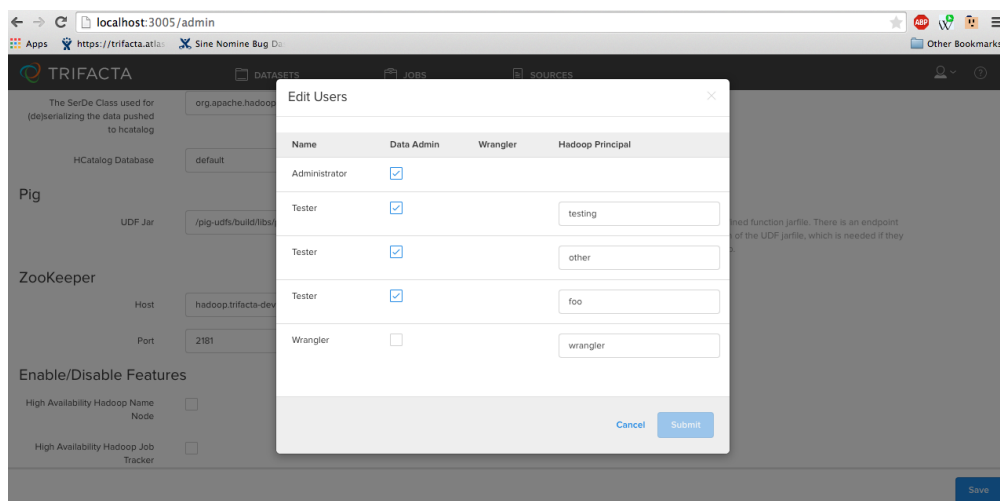 localhost:3005/admin
ABP
Apps https://trifacta.atlas Sine Nomine Bug Da Other Bookmarks
TRIFACTA DATASETS JOBS SOURCES
The SerDe Class used for
(de)serializing the data pushed
to hcatalog
org.apache.hadoop
HCatalog Database default
Pig
UDF Jar /pig-udfs/build/libs/
ined function jarfile. There is an endpoint
of the UDF jarfile, which is needed if they
ZooKeeper
Host hadoop.trifacta-dev
Port 2181
Enable/Disable Features
High Availability Hadoop Name
Node
High Availability Hadoop Job
Tracker
Save
Edit Users
Name Data Admin Wrangler Hadoop Principal
Administrator
Tester testing
Tester other
Tester foo
Wrangler wrangler
Cancel Submit